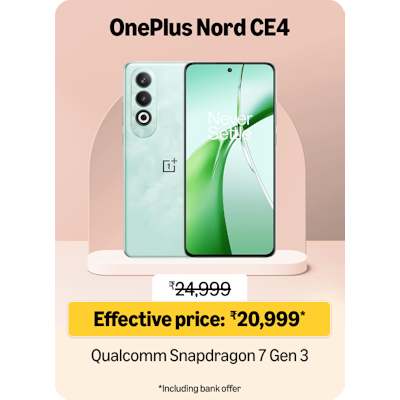 OnePlus Nord CE4
Never
Settle
1+
₹24,999
Effective price: ₹20,999*
Qualcomm Snapdragon 7 Gen 3
*Including bank offer